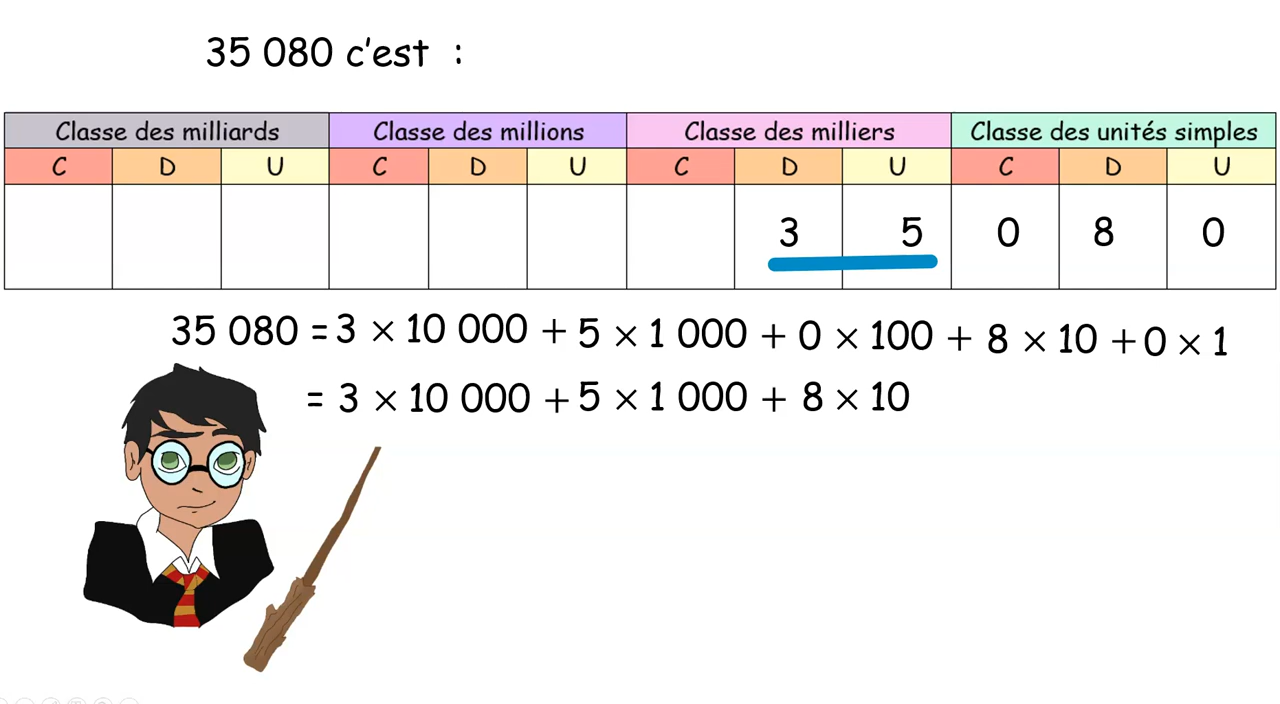 35 080 c'est :
Classe des milliards Classe des millions Classe des milliers Classe des unités simples
C D U C D U C D U C D U
3 5 0 8 0
35 080 = 3 × 10 000 + 5 × 1 000 + 0 × 100 + 8 × 10 + 0 × 1
= 3 × 10 000 + 5 × 1 000 + 8 × 10